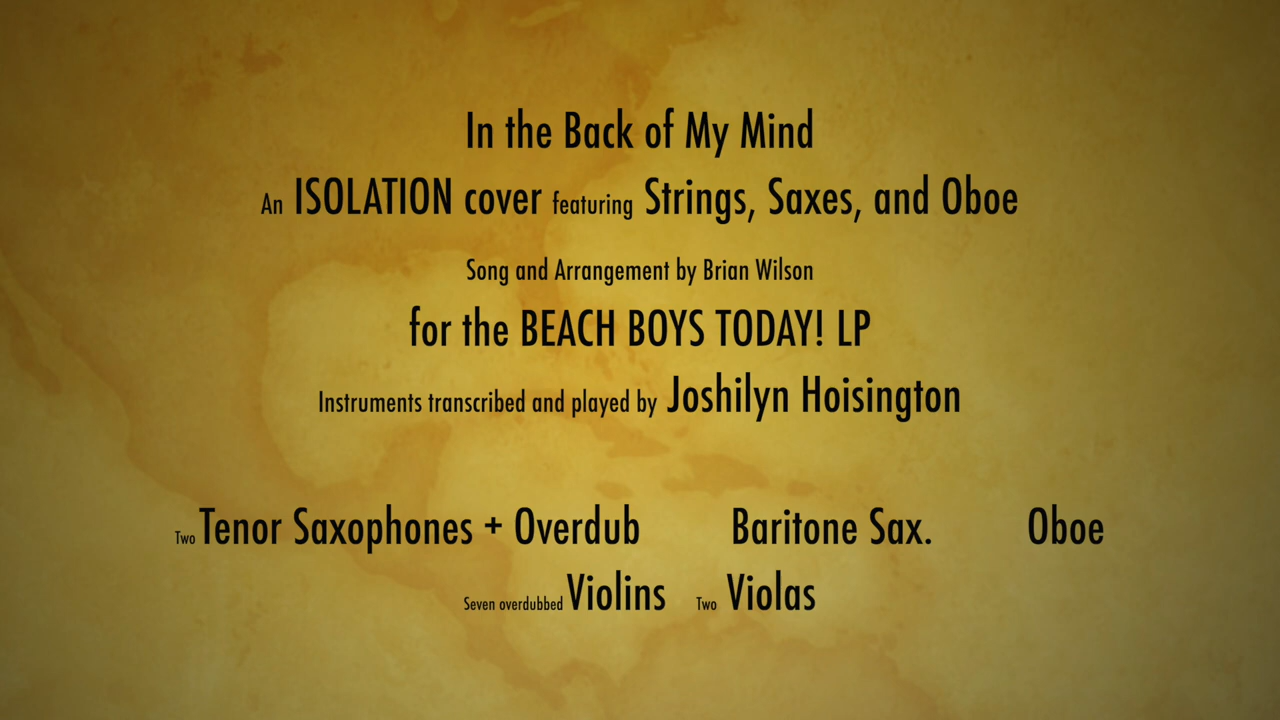 In the Back of My Mind
An ISOLATION cover featuring Strings, Saxes, and Oboe
Song and Arrangement by Brian Wilson
for the BEACH BOYS TODAY! LP
Instruments transcribed and played by Joshilyn Hoisington
Two Tenor Saxophones + Overdub Baritone Sax. Oboe
Seven overdubbed Violins Two Violas